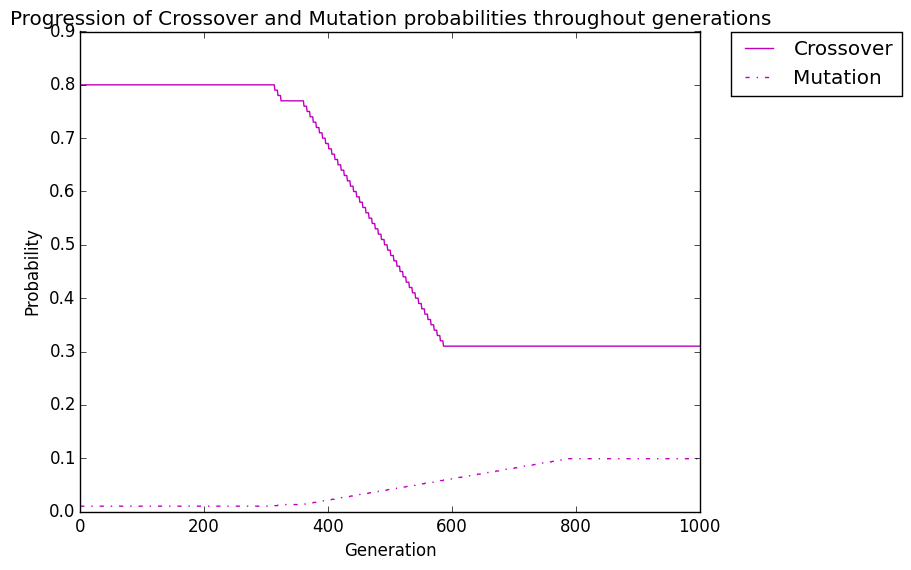 Progression of Crossover and Mutation probabilities throughout generations
0.9
0.8
0.7
0.6
0.5
0.4
0.3
0.2
0.1
0.0
Probability
0 200 400 600 800 1000
Generation
Crossover
Mutation